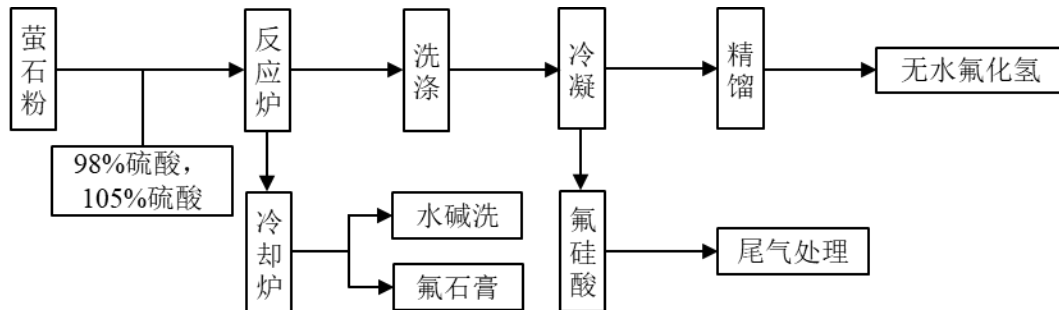 萤石粉
反应炉
洗涤
冷凝
精馏
无水氟化氢
98%硫酸，
105%硫酸
冷却炉
水碱洗
氟石膏
氟硅酸
尾气处理